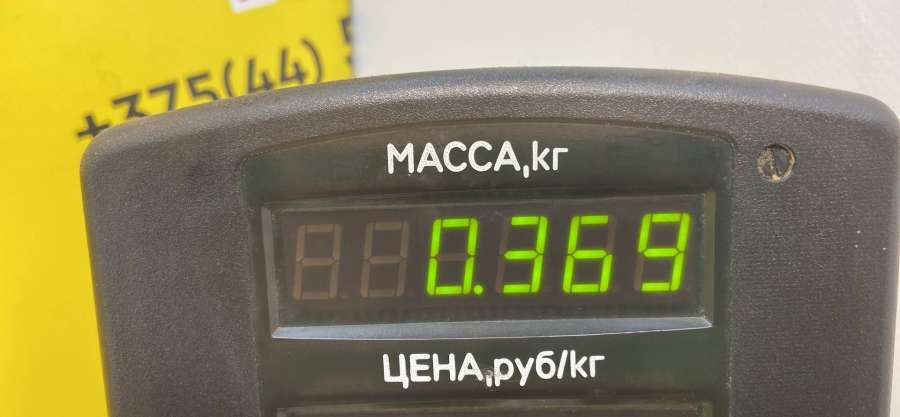 +375(44)
МАССА,кг
0.369
ЦЕНА,руб/кг